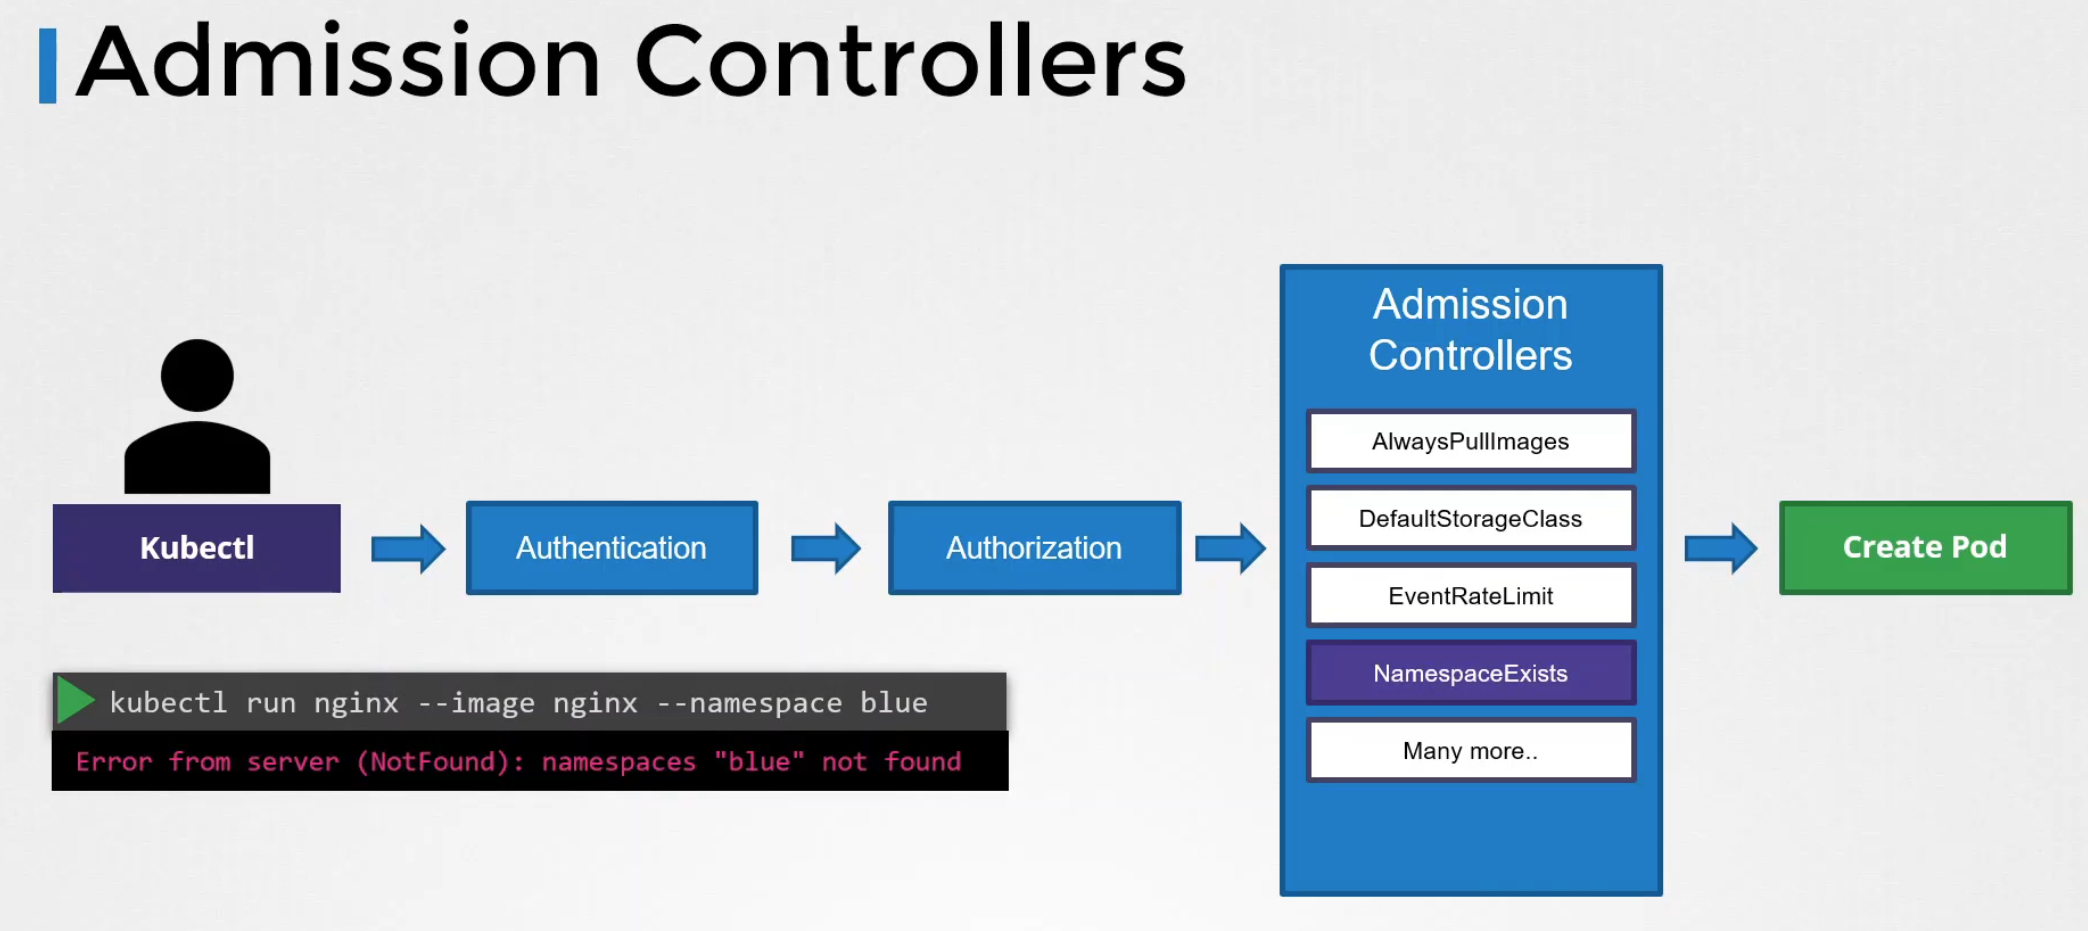 Admission Controllers
Kubectl
Authentication
Authorization
Admission
Controllers
AlwaysPullImages
DefaultStorageClass
EventRateLimit
NamespaceExists
Many more..
Create Pod
kubectl run nginx --image nginx --namespace blue
Error from server (NotFound): namespaces "blue" not found